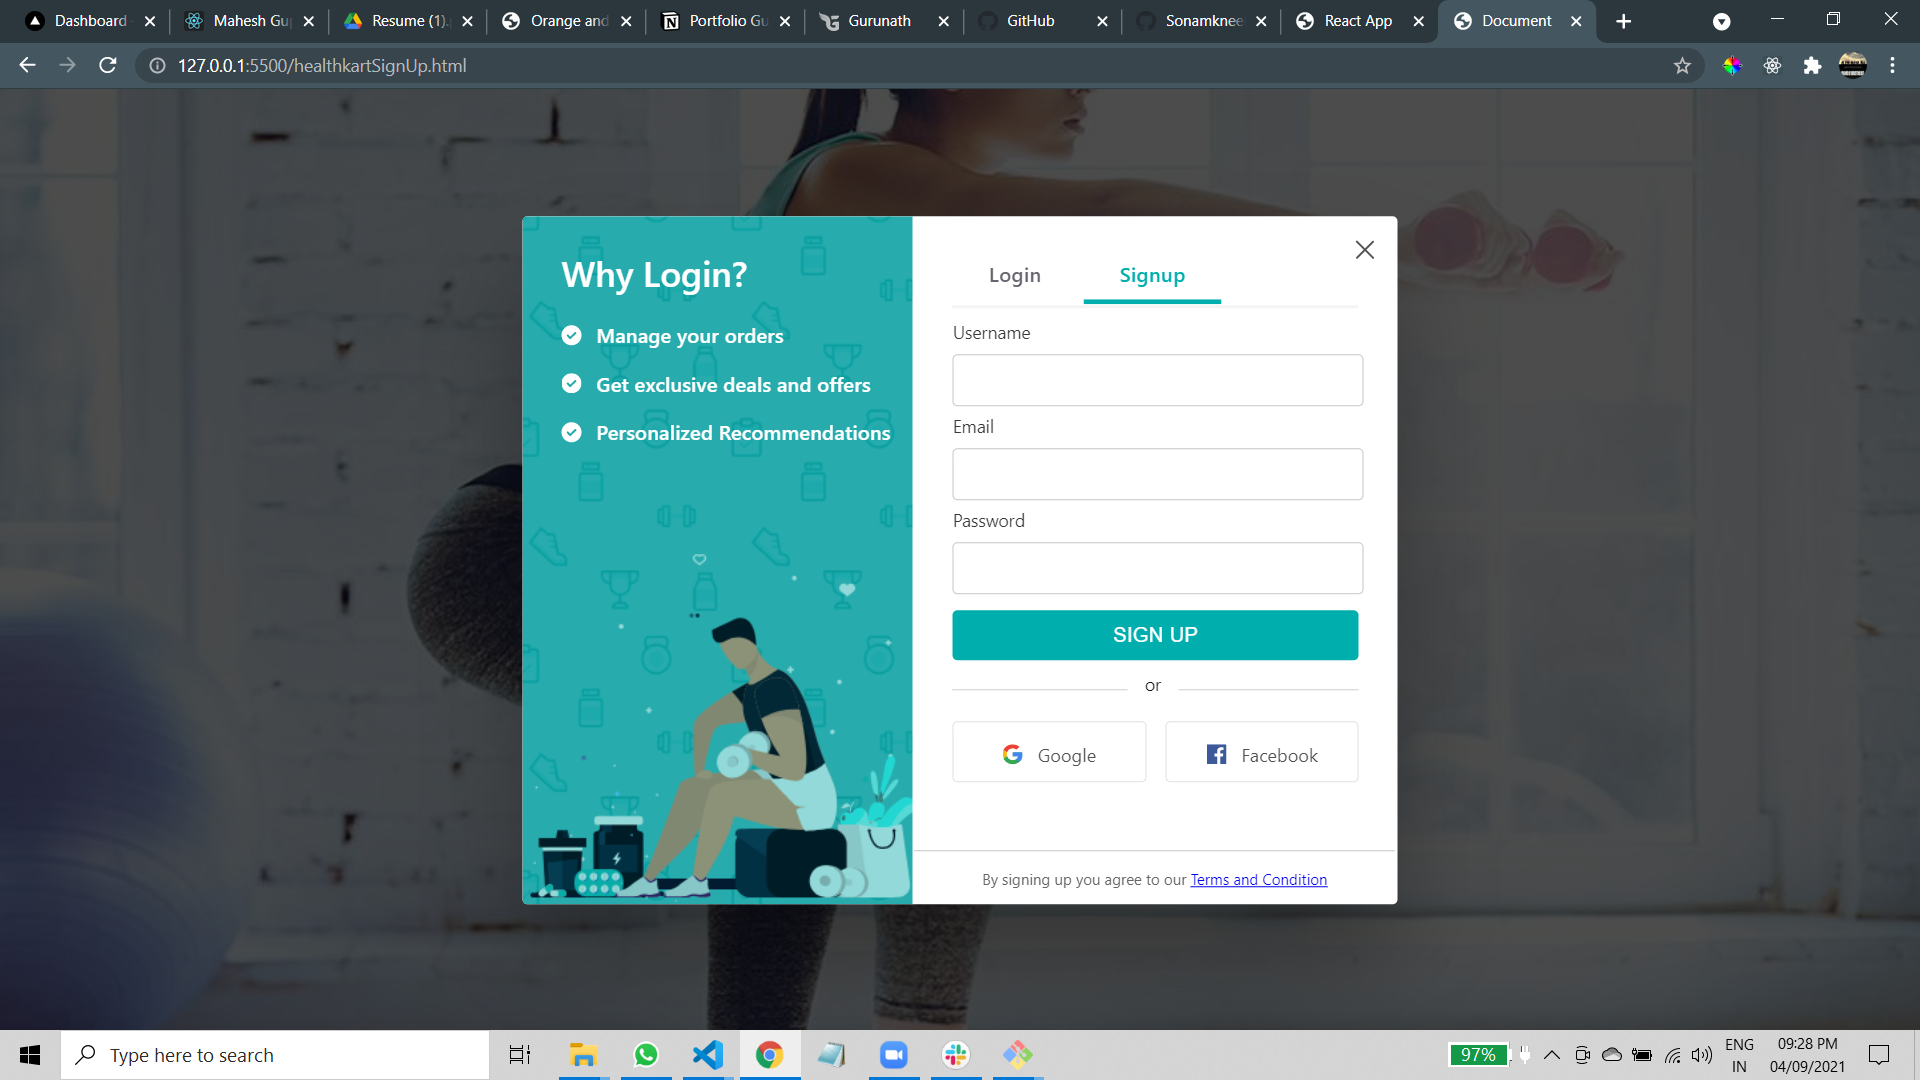 Dashboard
Mahesh Gu
Resume (1).
Orange and
Portfolio Gu
Gurunath
GitHub
Sonamknee
React App
Document
127.0.0.1:5500/healthkartSignUp.html
Why Login?
Manage your orders
Get exclusive deals and offers
Personalized Recommendations
Login
Signup
Username
Email
Password
SIGN UP
or
Google
Facebook
By signing up you agree to our Terms and Condition
Type here to search
97%
ENG
IN
09:28 PM
04/09/2021